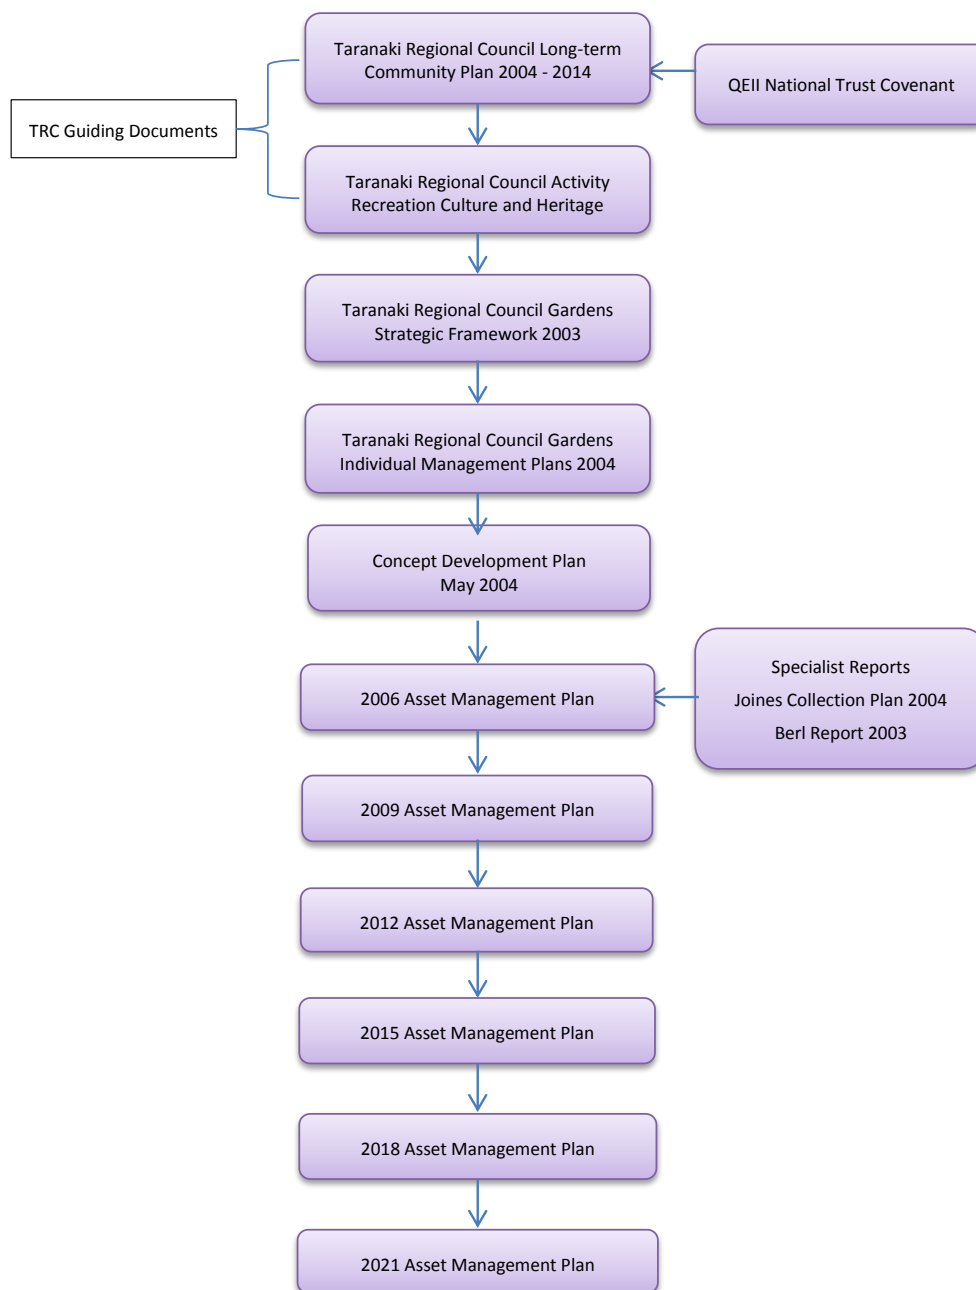 Taranaki Regional Council Long-term
Community Plan 2004 - 2014
QEII National Trust Covenant
TRC Guiding Documents
Taranaki Regional Council Activity
Recreation Culture and Heritage
Taranaki Regional Council Gardens
Strategic Framework 2003
Taranaki Regional Council Gardens
Individual Management Plans 2004
Concept Development Plan
May 2004
2006 Asset Management Plan
Specialist Reports
Joines Collection Plan 2004
Berl Report 2003
2009 Asset Management Plan
2012 Asset Management Plan
2015 Asset Management Plan
2018 Asset Management Plan
2021 Asset Management Plan